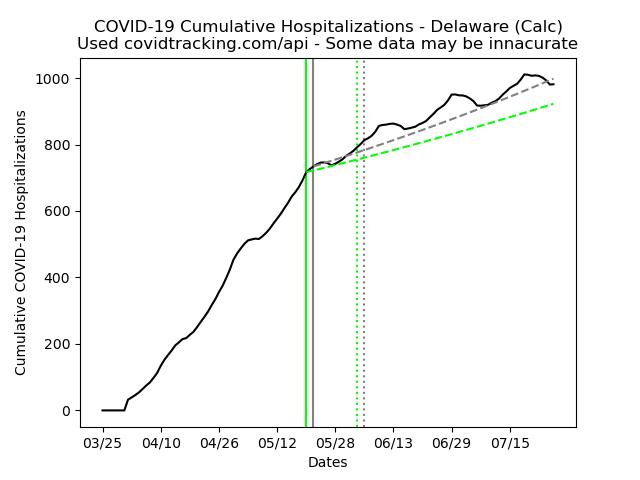 COVID-19 Cumulative Hospitalizations - Delaware (Calc)
Used covidtracking.com/api - Some data may be innacurate
Cumulative COVID-19 Hospitalizations
1000
800
600
400
200
0
03/25 04/10 04/26 05/12 05/28 06/13 06/29 07/15
Dates